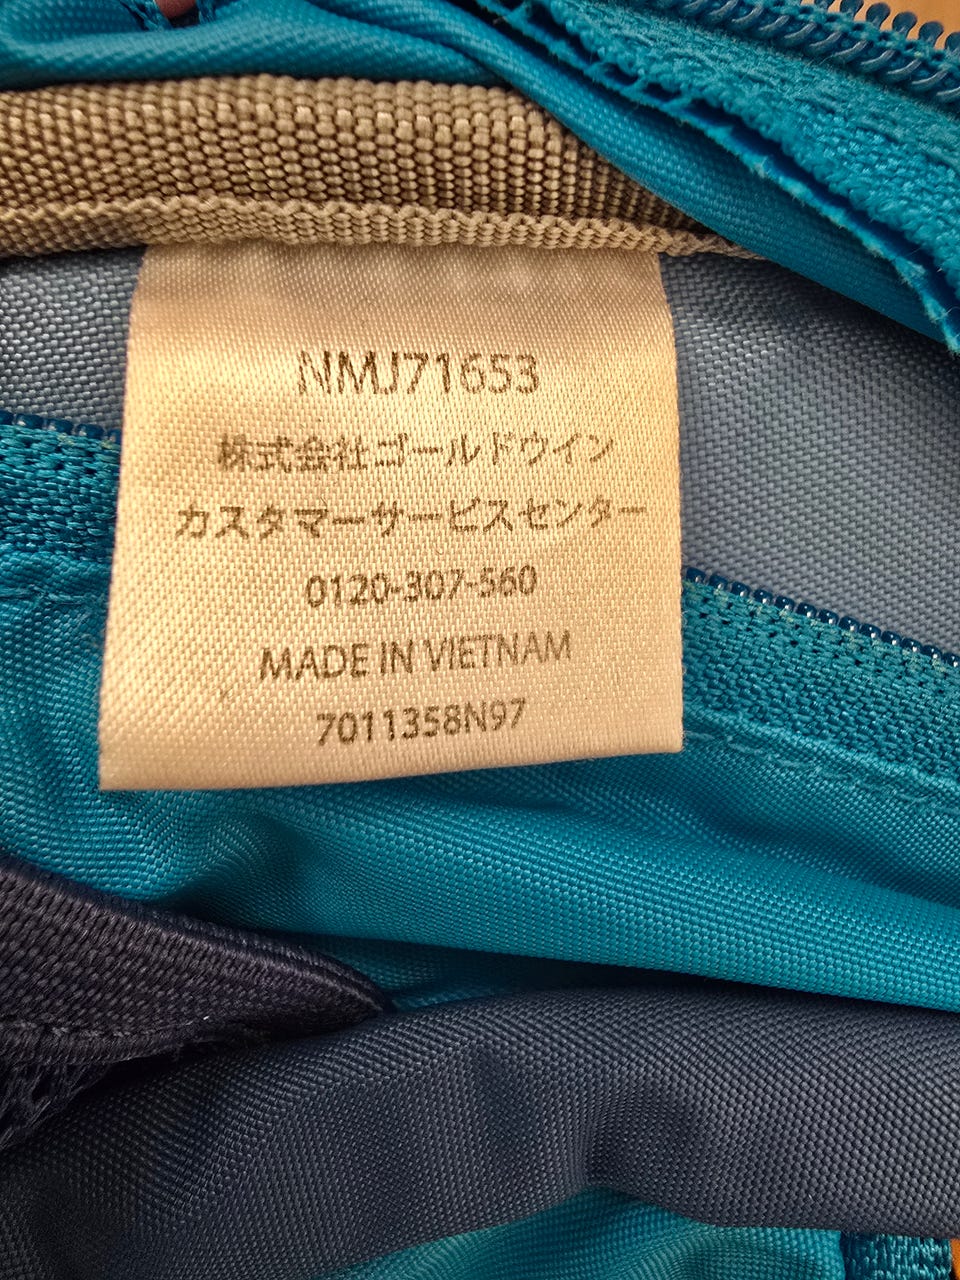 NMJ71653
株式会社ゴールドウイン
カスタマーサービスセンター
0120-307-560
MADE IN VIETNAM
7011358N97